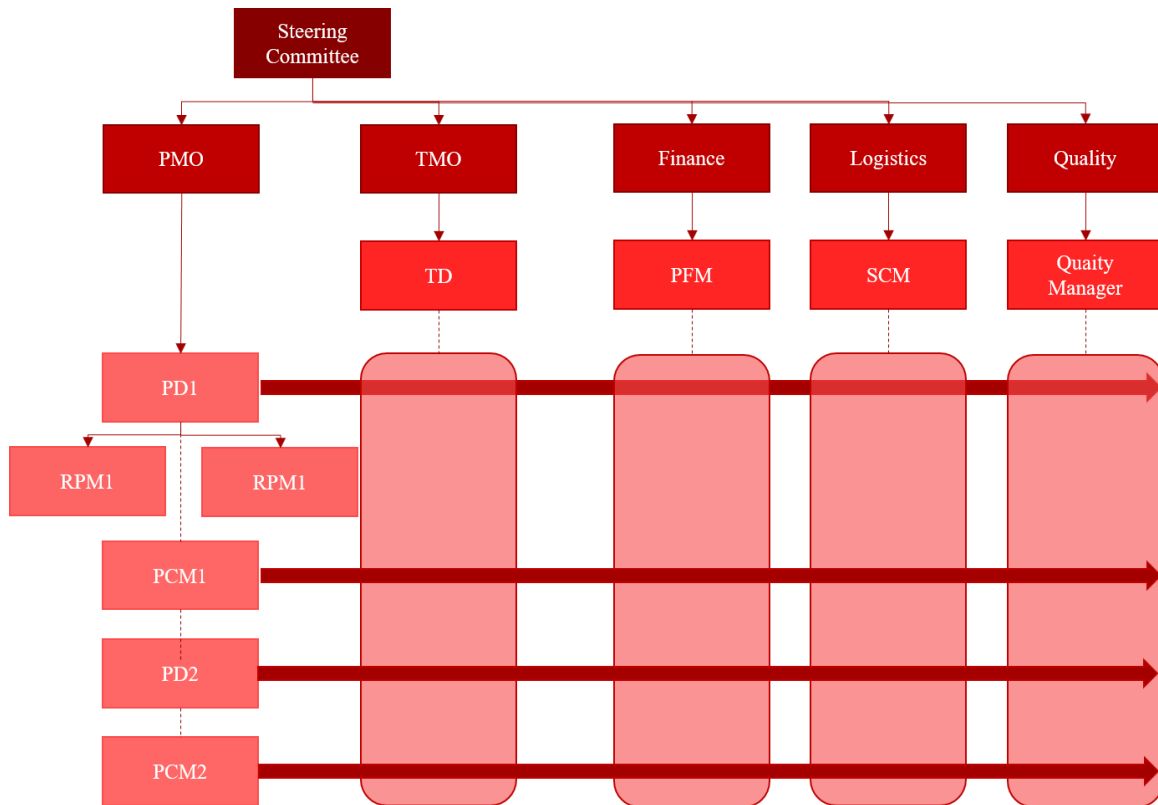 Steering
Committee
PMO
TMO
Finance
Logistics
Quality
TD
PFM
SCM
Quaity
Manager
PD1
RPM1
RPM1
PCM1
PD2
PCM2